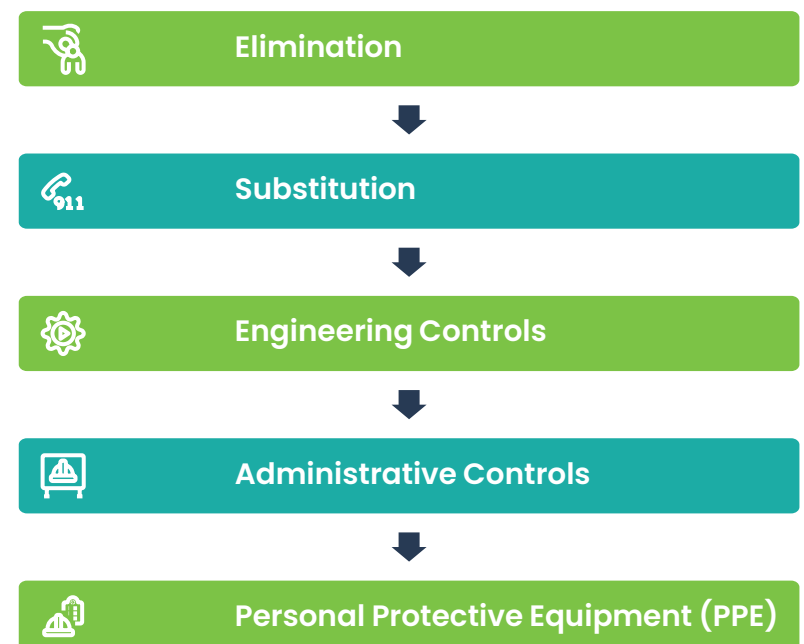 Elimination
911
Substitution
Engineering Controls
Administrative Controls
Personal Protective Equipment (PPE)